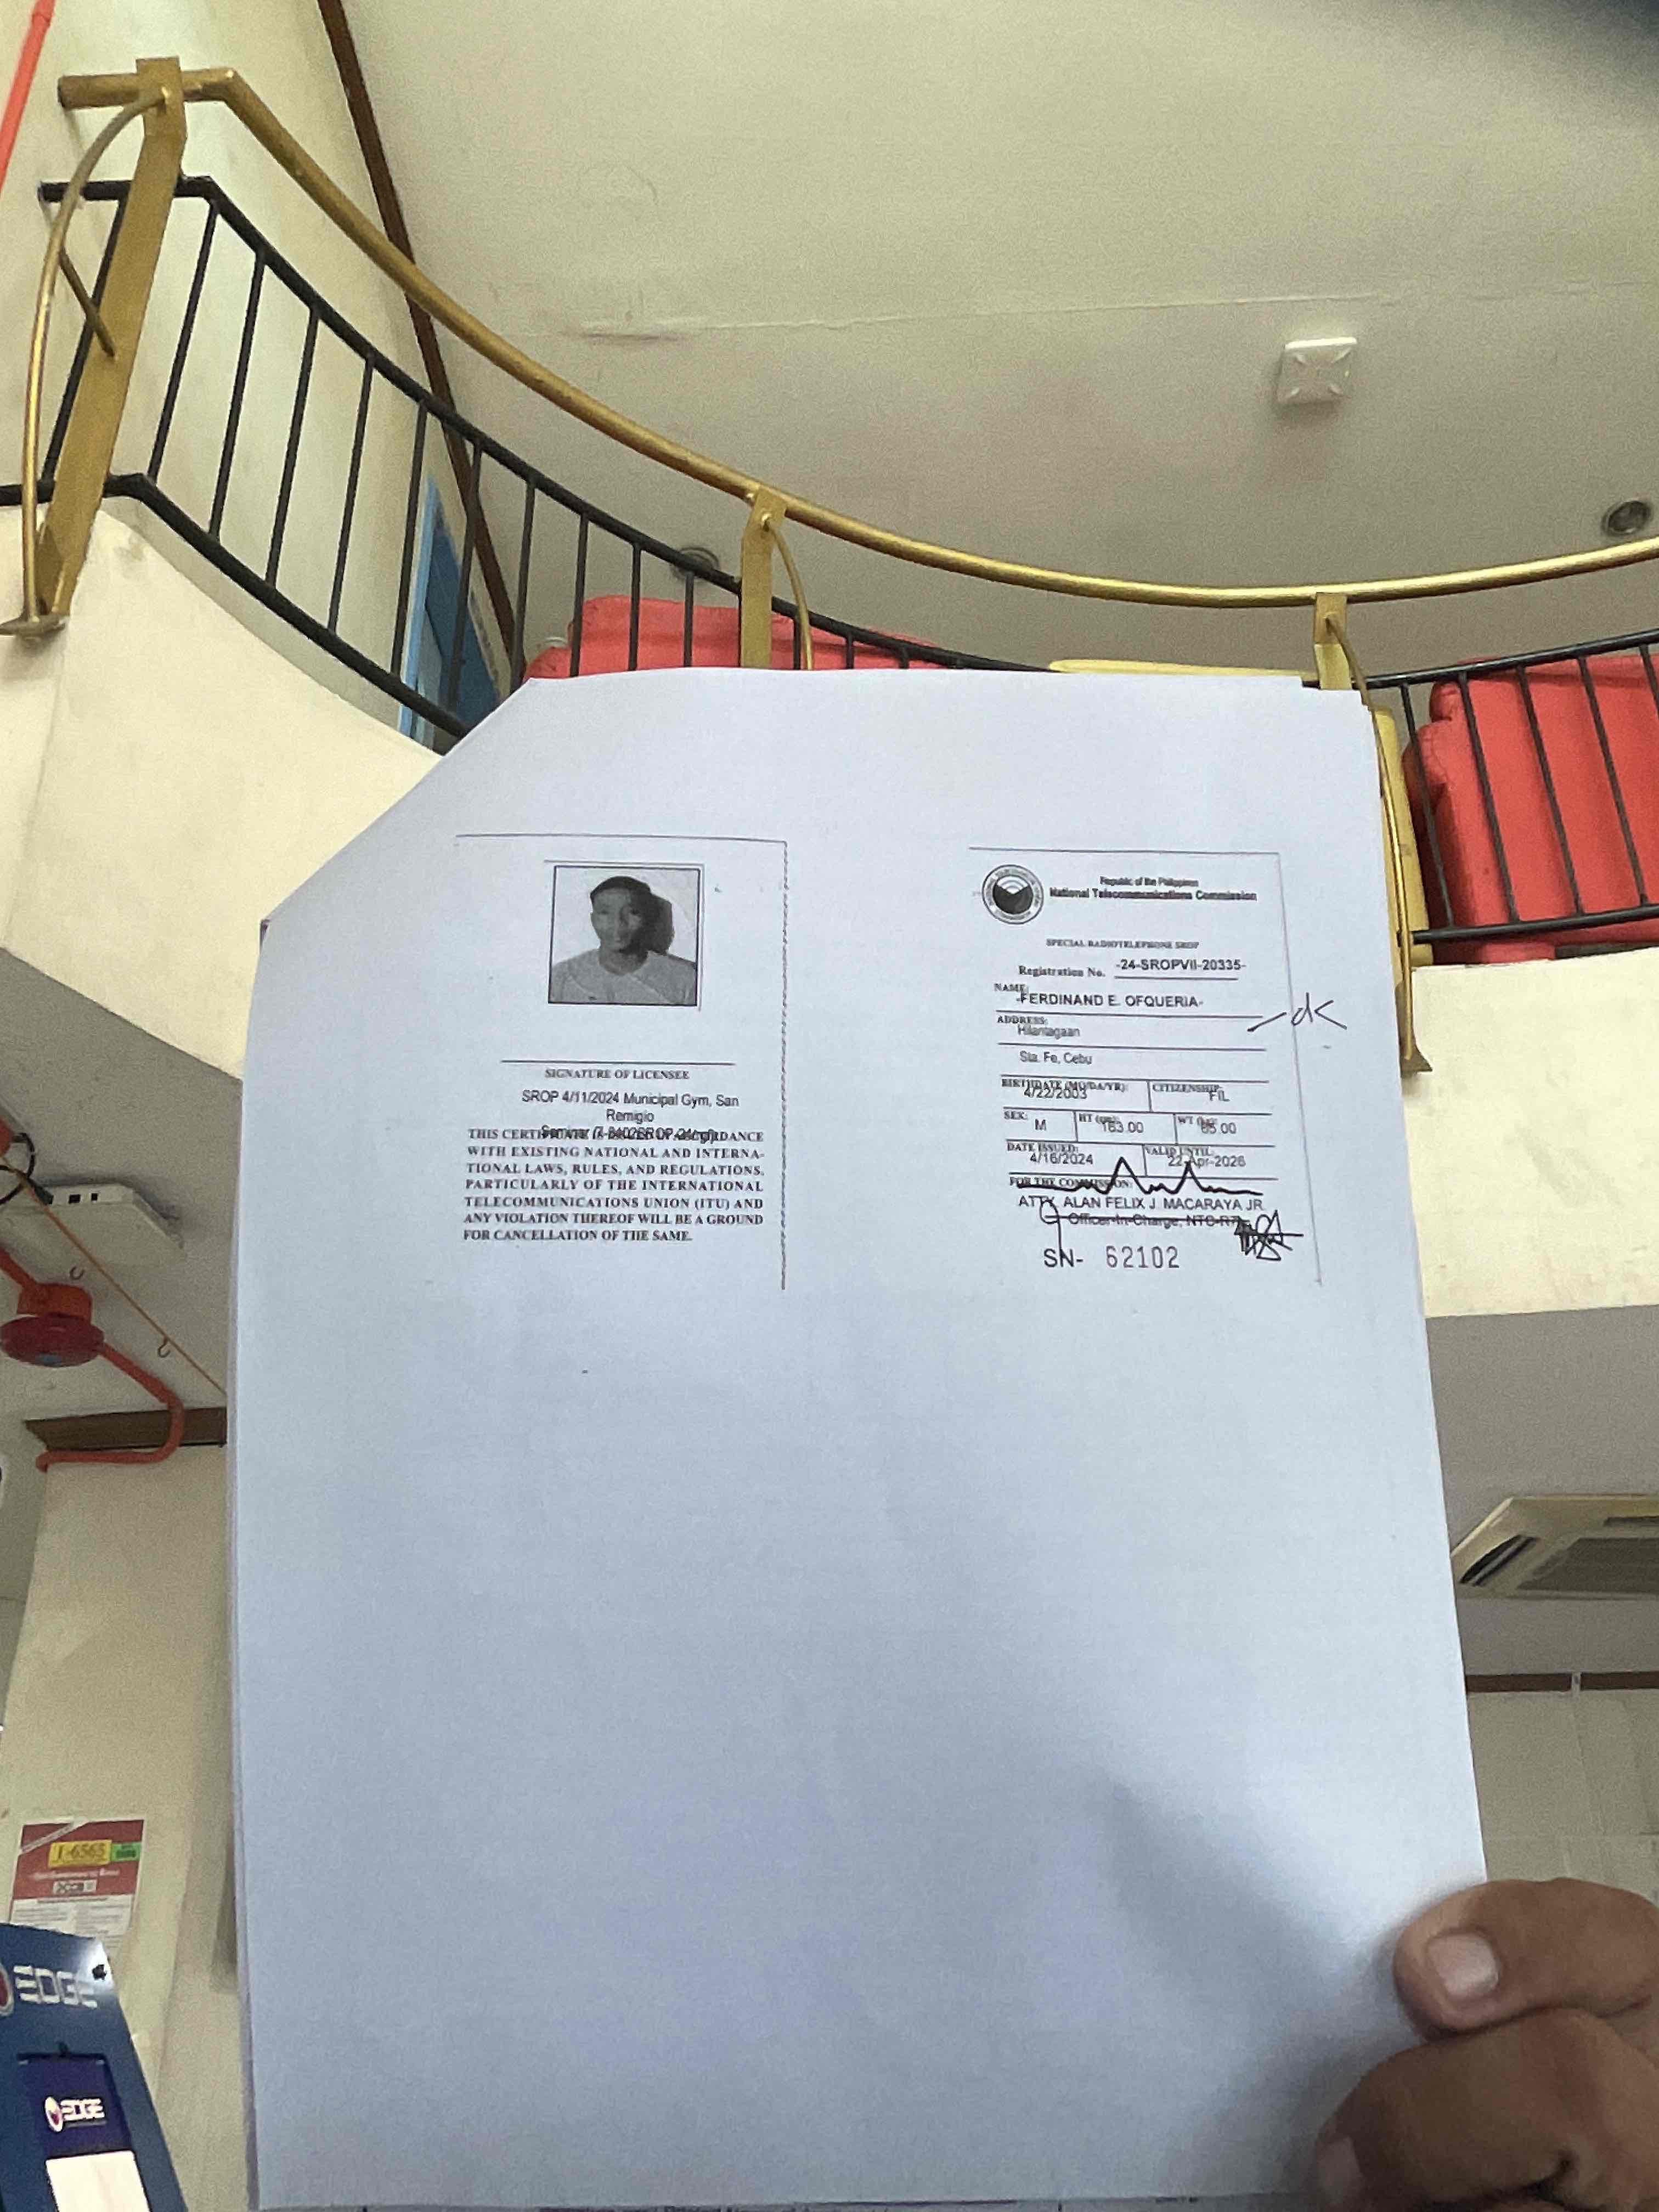 SIGNATURE OF LICENSEE
SROP 4/11/2024 Municipal Gym, San
Remigio
Seminar
THIS CERTIFICATE IS ISSUED IN ACCORDANCE
WITH EXISTING NATIONAL AND INTERNA-
TIONAL LAWS, RULES, AND REGULATIONS,
PARTICULARLY OF THE INTERNATIONAL
TELECOMMUNICATIONS UNION (ITU) AND
ANY VIOLATION THEREOF WILL BE A GROUND
FOR CANCELLATION OF THE SAME.
Republic of the Philippines
National Telecommunications Commission
SPECIAL RADIOTELEPHONE SROP
Registration No. -24-SROPVII-20335-
NAME:
-FERDINAND E. OFQUERIA-
ADDRESS:
Hilantagaan
Sta. Fe, Cebu
BIRTHDATE (MO/DA/YR): CITIZENSHIP:
4/22/2003 FIL
SEX: HT (cm): WT (kg):
M 163.00 65.00
DATE ISSUED: VALID UNTIL:
4/16/2024 22-Apr-2026
FOR THE COMMISSION:
ATTY. ALAN FELIX J. MACARAYA JR.
Officer-In-Charge, NTC-R7
SN- 62102
1-6565
EDGE
EDGE